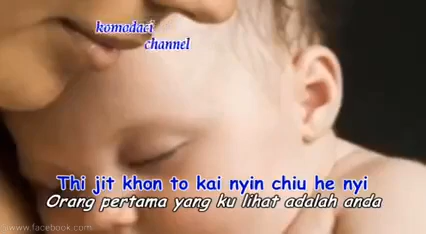 komodaci
channel
Thi jit khon to kai nyin chiu he nyi
Orang pertama yang ku lihat adalah anda
www.facebook.com